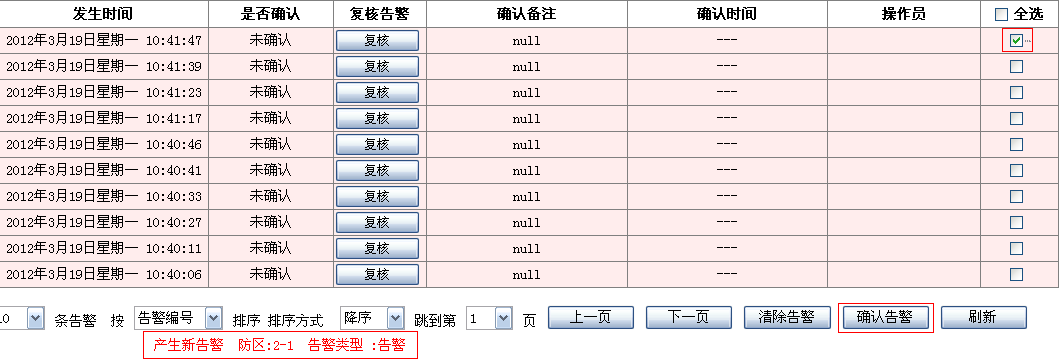 发生时间 是否确认 复核告警 确认备注 确认时间 操作员 全选
2012年3月19日星期一 10:41:47 未确认 复核 null ---
2012年3月19日星期一 10:41:39 未确认 复核 null ---
2012年3月19日星期一 10:41:23 未确认 复核 null ---
2012年3月19日星期一 10:41:17 未确认 复核 null ---
2012年3月19日星期一 10:40:46 未确认 复核 null ---
2012年3月19日星期一 10:40:41 未确认 复核 null ---
2012年3月19日星期一 10:40:33 未确认 复核 null ---
2012年3月19日星期一 10:40:27 未确认 复核 null ---
2012年3月19日星期一 10:40:11 未确认 复核 null ---
2012年3月19日星期一 10:40:06 未确认 复核 null ---
10 条告警 按 告警编号 排序 排序方式 降序 跳到第 1 页 上一页 下一页 清除告警 确认告警 刷新
产生新告警 防区:2-1 告警类型 :告警